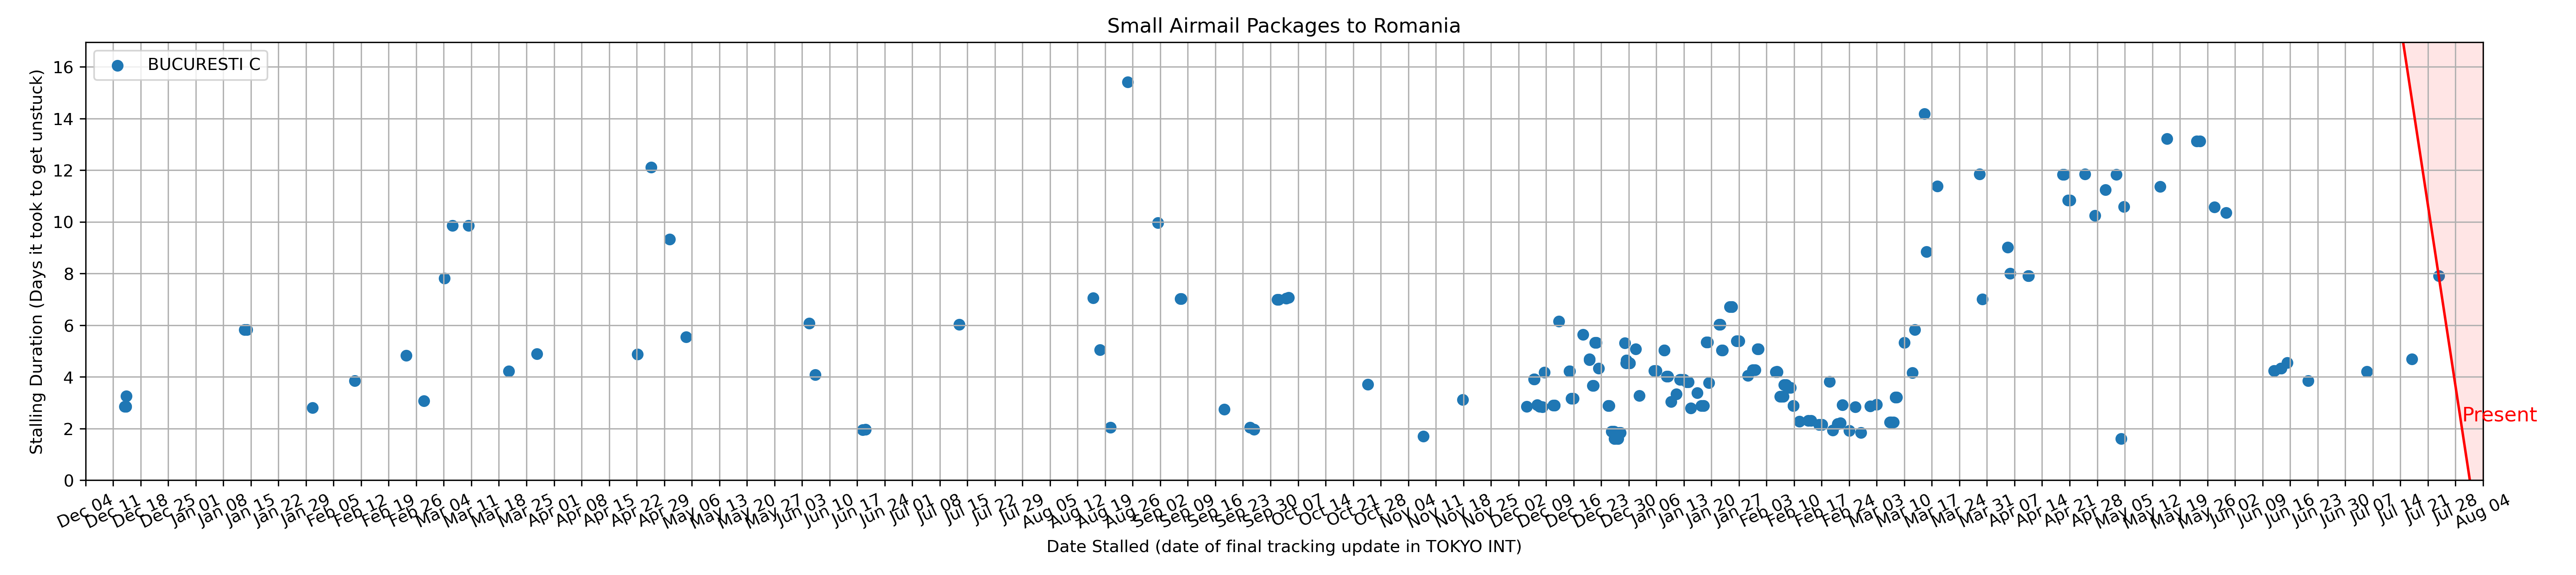 Small Airmail Packages to Romania
BUCURESTI C
Stalling Duration (Days it took to get unstuck)
16
14
12
10
8
6
4
2
0
Present
Dec 04
Dec 11
Dec 18
Dec 25
Jan 01
Jan 08
Jan 15
Jan 22
Jan 29
Feb 05
Feb 12
Feb 19
Feb 26
Mar 04
Mar 11
Mar 18
Mar 25
Apr 01
Apr 08
Apr 15
Apr 22
Apr 29
May 06
May 13
May 20
May 27
Jun 03
Jun 10
Jun 17
Jun 24
Jul 01
Jul 08
Jul 15
Jul 22
Jul 29
Aug 05
Aug 12
Aug 19
Aug 26
Sep 02
Sep 09
Sep 16
Sep 23
Sep 30
Oct 07
Oct 14
Oct 21
Oct 28
Nov 04
Nov 11
Nov 18
Nov 25
Dec 02
Dec 09
Dec 16
Dec 23
Dec 30
Jan 06
Jan 13
Jan 20
Jan 27
Feb 03
Feb 10
Feb 17
Feb 24
Mar 03
Mar 10
Mar 17
Mar 24
Mar 31
Apr 07
Apr 14
Apr 21
Apr 28
May 05
May 12
May 19
May 26
Jun 02
Jun 09
Jun 16
Jun 23
Jun 30
Jul 07
Jul 14
Jul 21
Jul 28
Aug 04
Date Stalled (date of final tracking update in TOKYO INT)